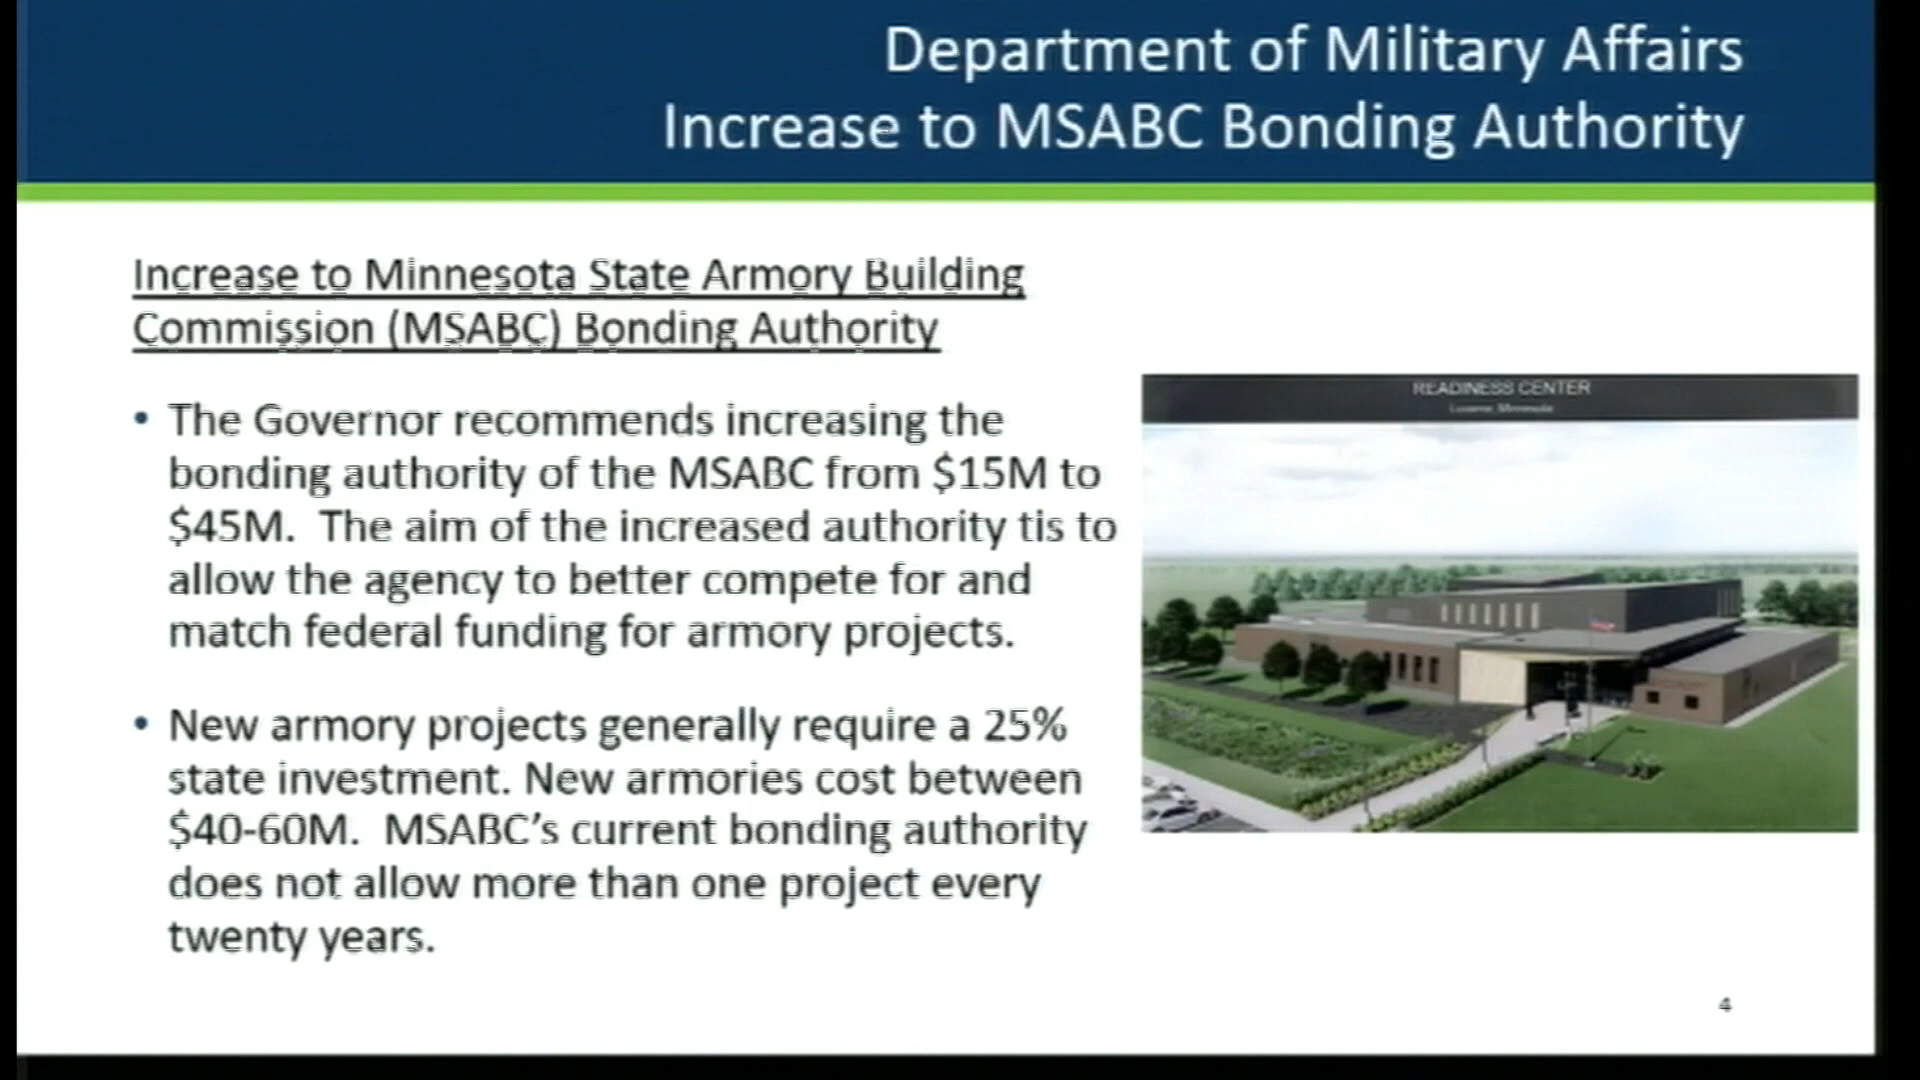 Department of Military Affairs
Increase to MSABC Bonding Authority
Increase to Minnesota State Armory Building
Commission (MSABC) Bonding Authority
• The Governor recommends increasing the
bonding authority of the MSABC from $15M to
$45M. The aim of the increased authority tis to
allow the agency to better compete for and
match federal funding for armory projects.
• New armory projects generally require a 25%
state investment. New armories cost between
$40-60M. MSABC’s current bonding authority
does not allow more than one project every
twenty years.
READINESS CENTER
Luverne, Minnesota
4